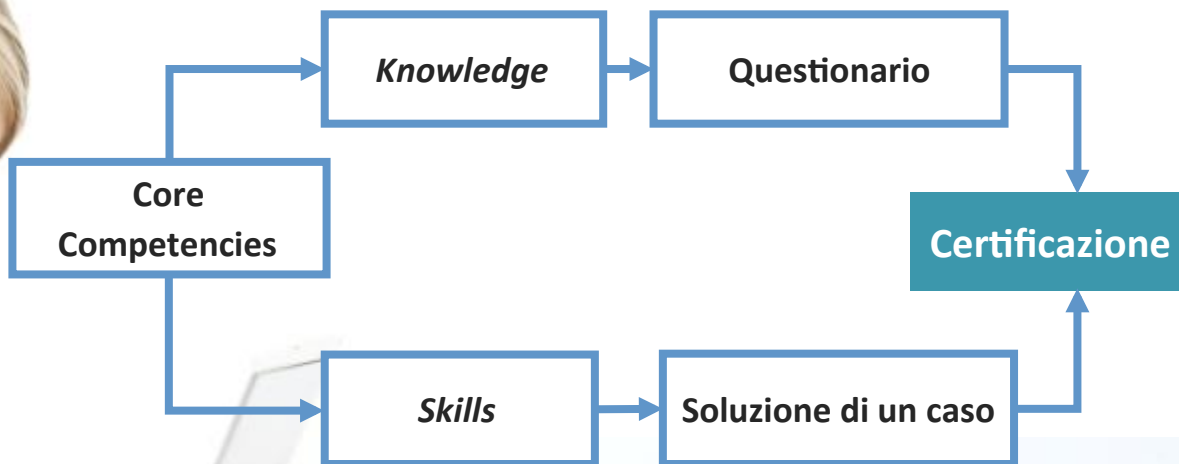 Knowledge
Questionario
Core
Competencies
Certificazione
Skills
Soluzione di un caso